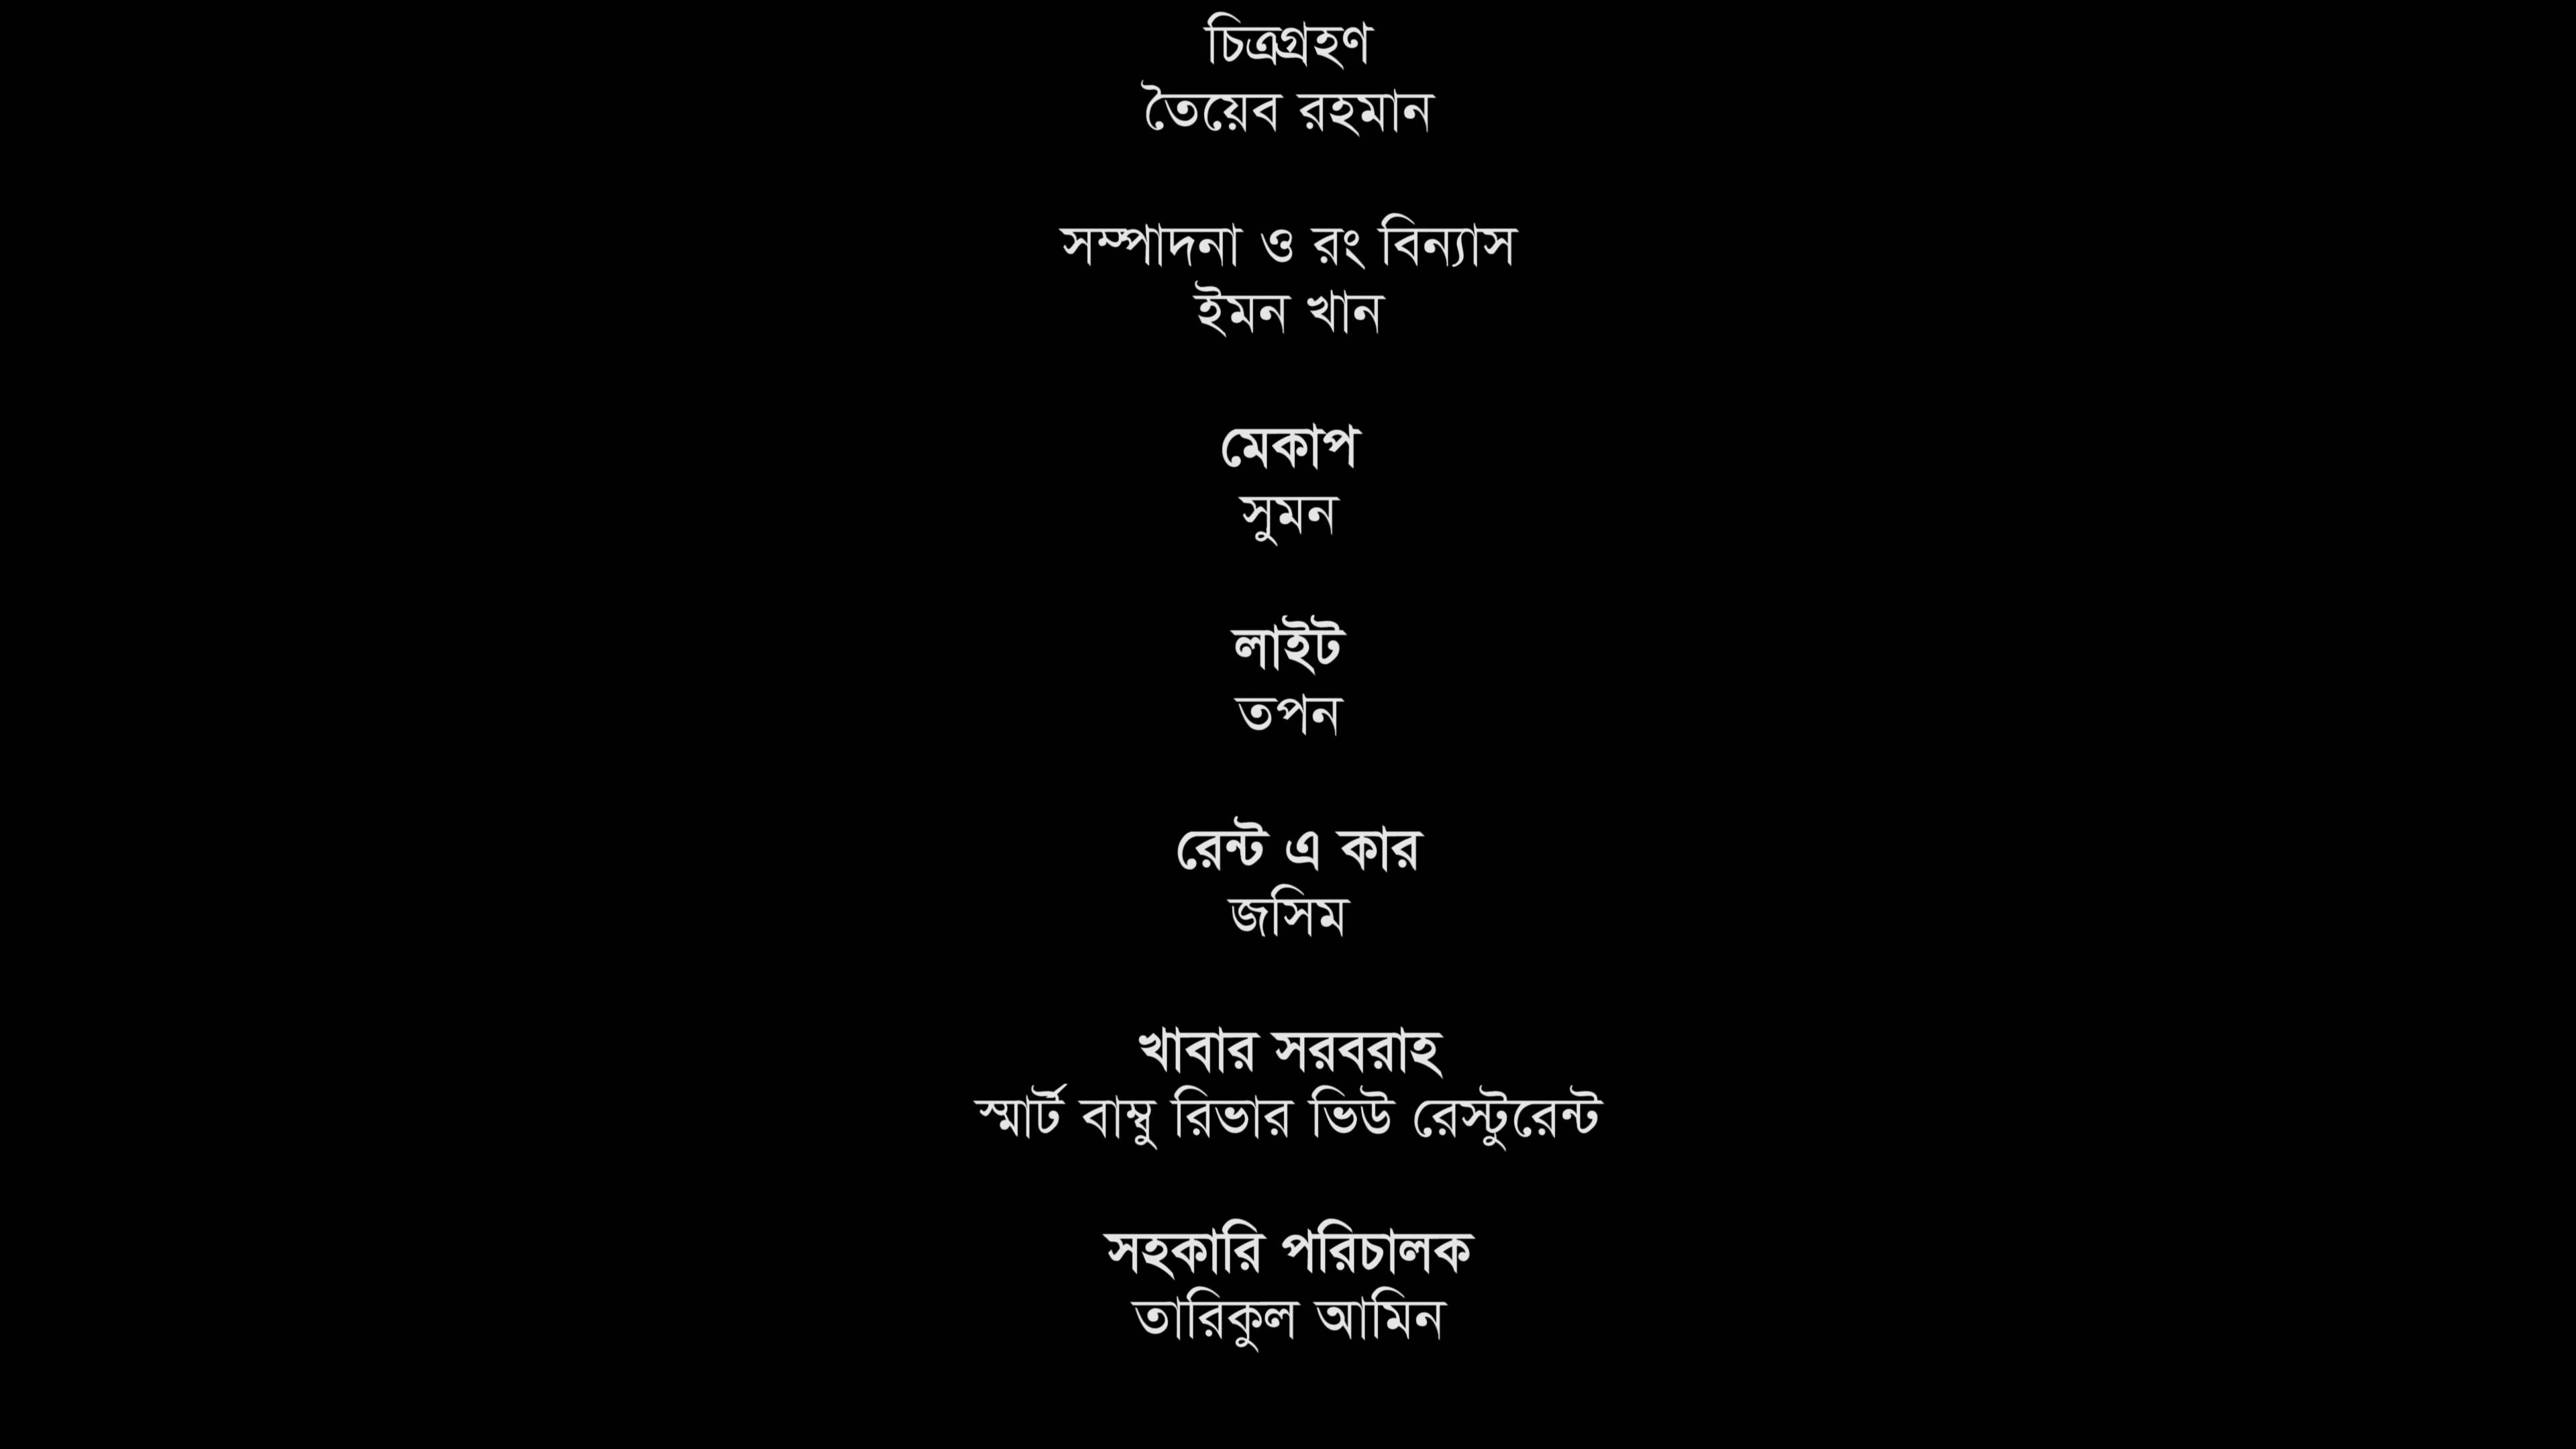 চিত্রগ্রহণ
তৈয়েব রহমান
সম্পাদনা ও রং বিন্যাস
ইমন খান
মেকাপ
সুমন
লাইট
তপন
রেন্ট এ কার
জসিম
খাবার সরবরাহ
স্মার্ট বাম্বু রিভার ভিউ রেস্টুরেন্ট
সহকারি পরিচালক
তারিকুল আমিন